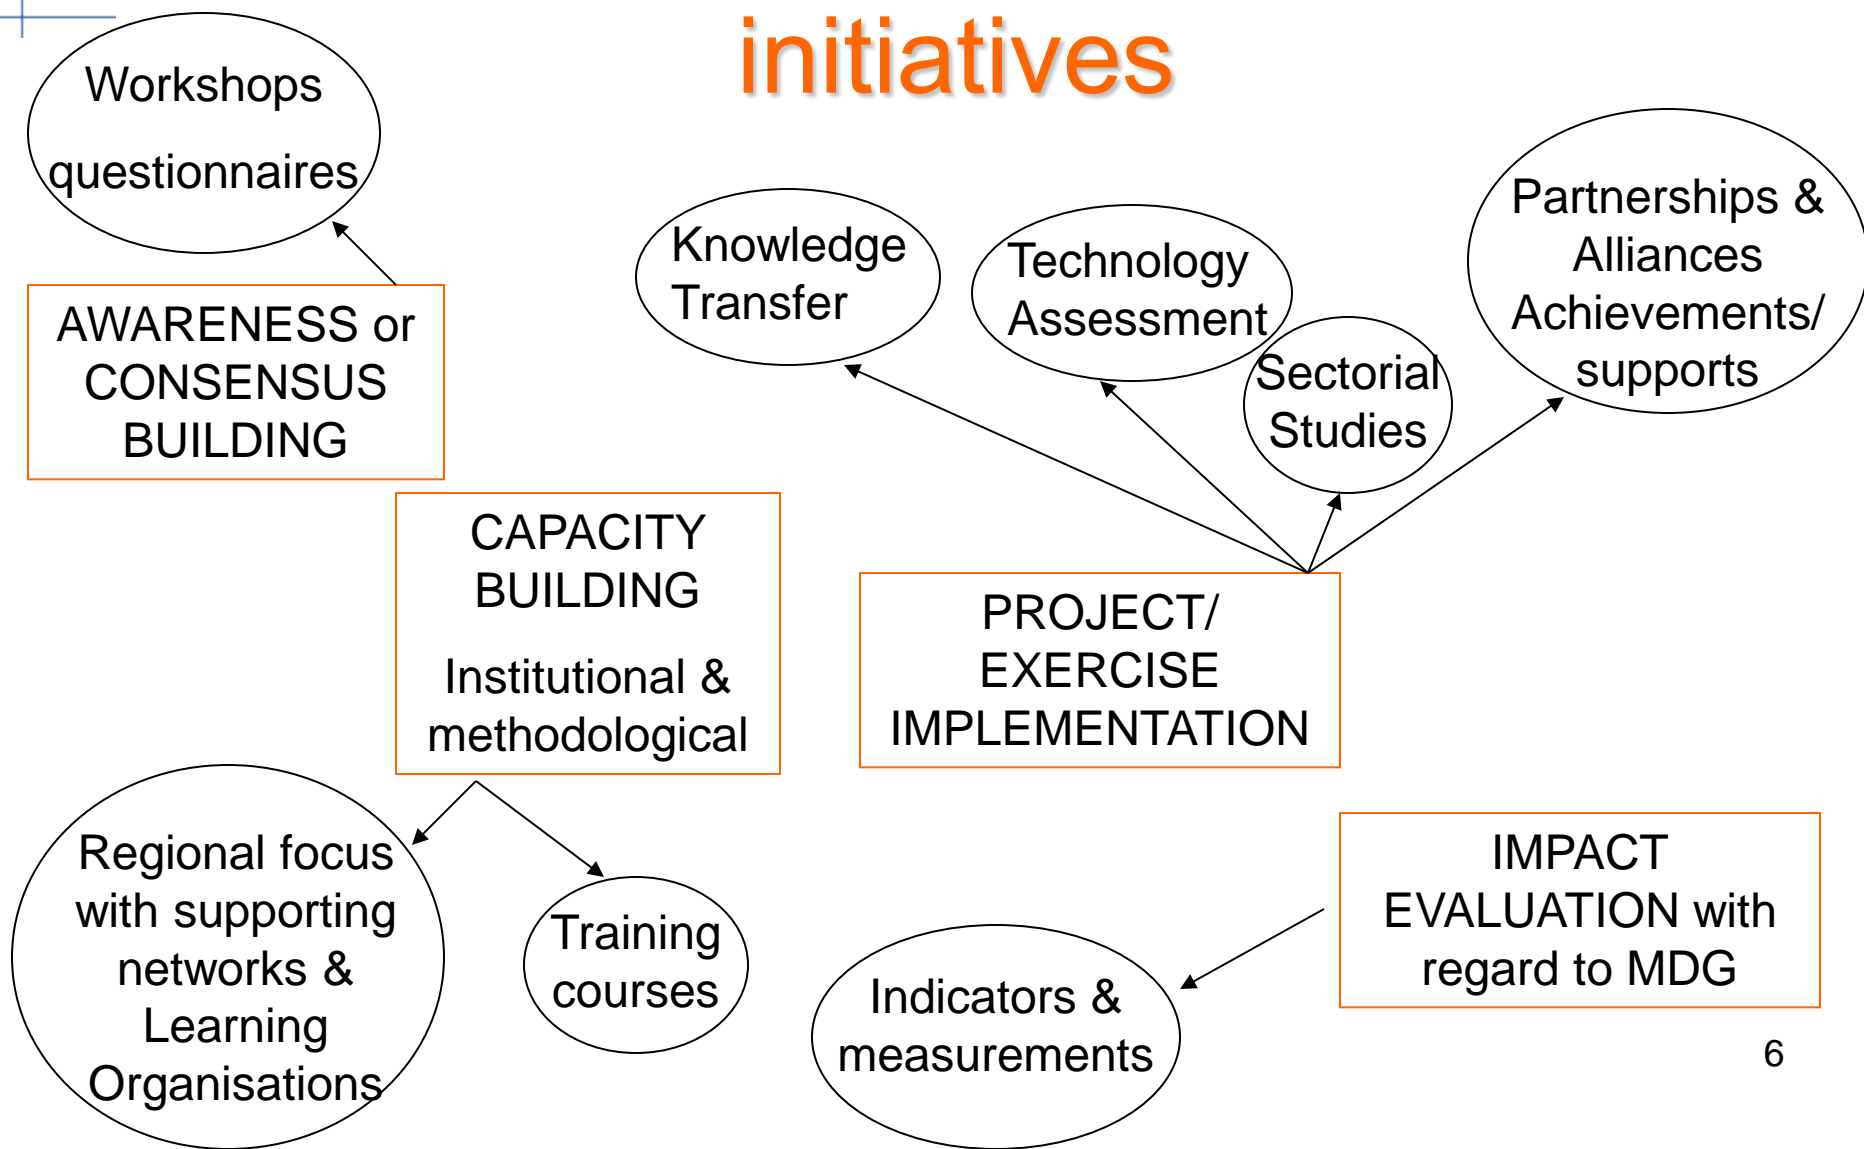 initiatives
Workshops
questionnaires
AWARENESS or
CONSENSUS
BUILDING
Knowledge
Transfer
Technology
Assessment
Sectorial
Studies
Partnerships &
Alliances
Achievements/
supports
CAPACITY
BUILDING
Institutional &
methodological
PROJECT/
EXERCISE
IMPLEMENTATION
Regional focus
with supporting
networks &
Learning
Organisations
Training
courses
Indicators &
measurements
IMPACT
EVALUATION with
regard to MDG
6